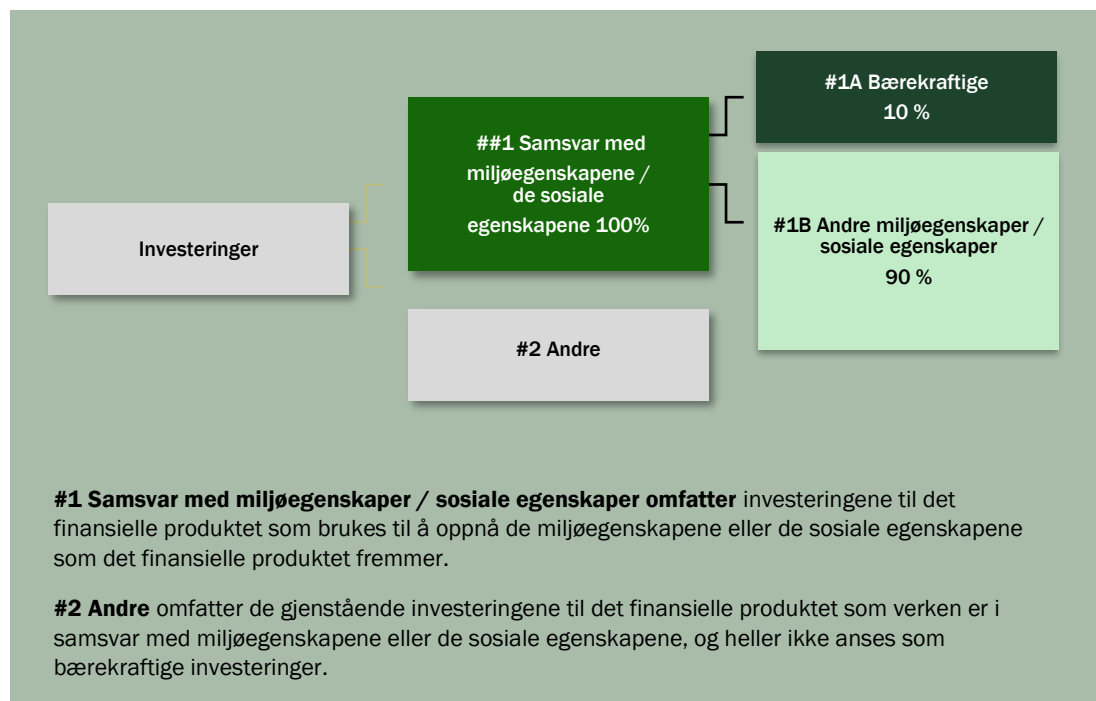 #1A Bærekraftige
10 %
##1 Samsvar med
miljøegenskapene /
de sosiale
egenskapene 100%
#1B Andre miljøegenskaper /
sosiale egenskaper
90 %
Investeringer
#2 Andre
#1 Samsvar med miljøegenskaper / sosiale egenskaper omfatter investeringene til det
finansielle produktet som brukes til å oppnå de miljøegenskapene eller de sosiale egenskapene
som det finansielle produktet fremmer.
#2 Andre omfatter de gjenstående investeringene til det finansielle produktet som verken er i
samsvar med miljøegenskapene eller de sosiale egenskapene, og heller ikke anses som
bærekraftige investeringer.